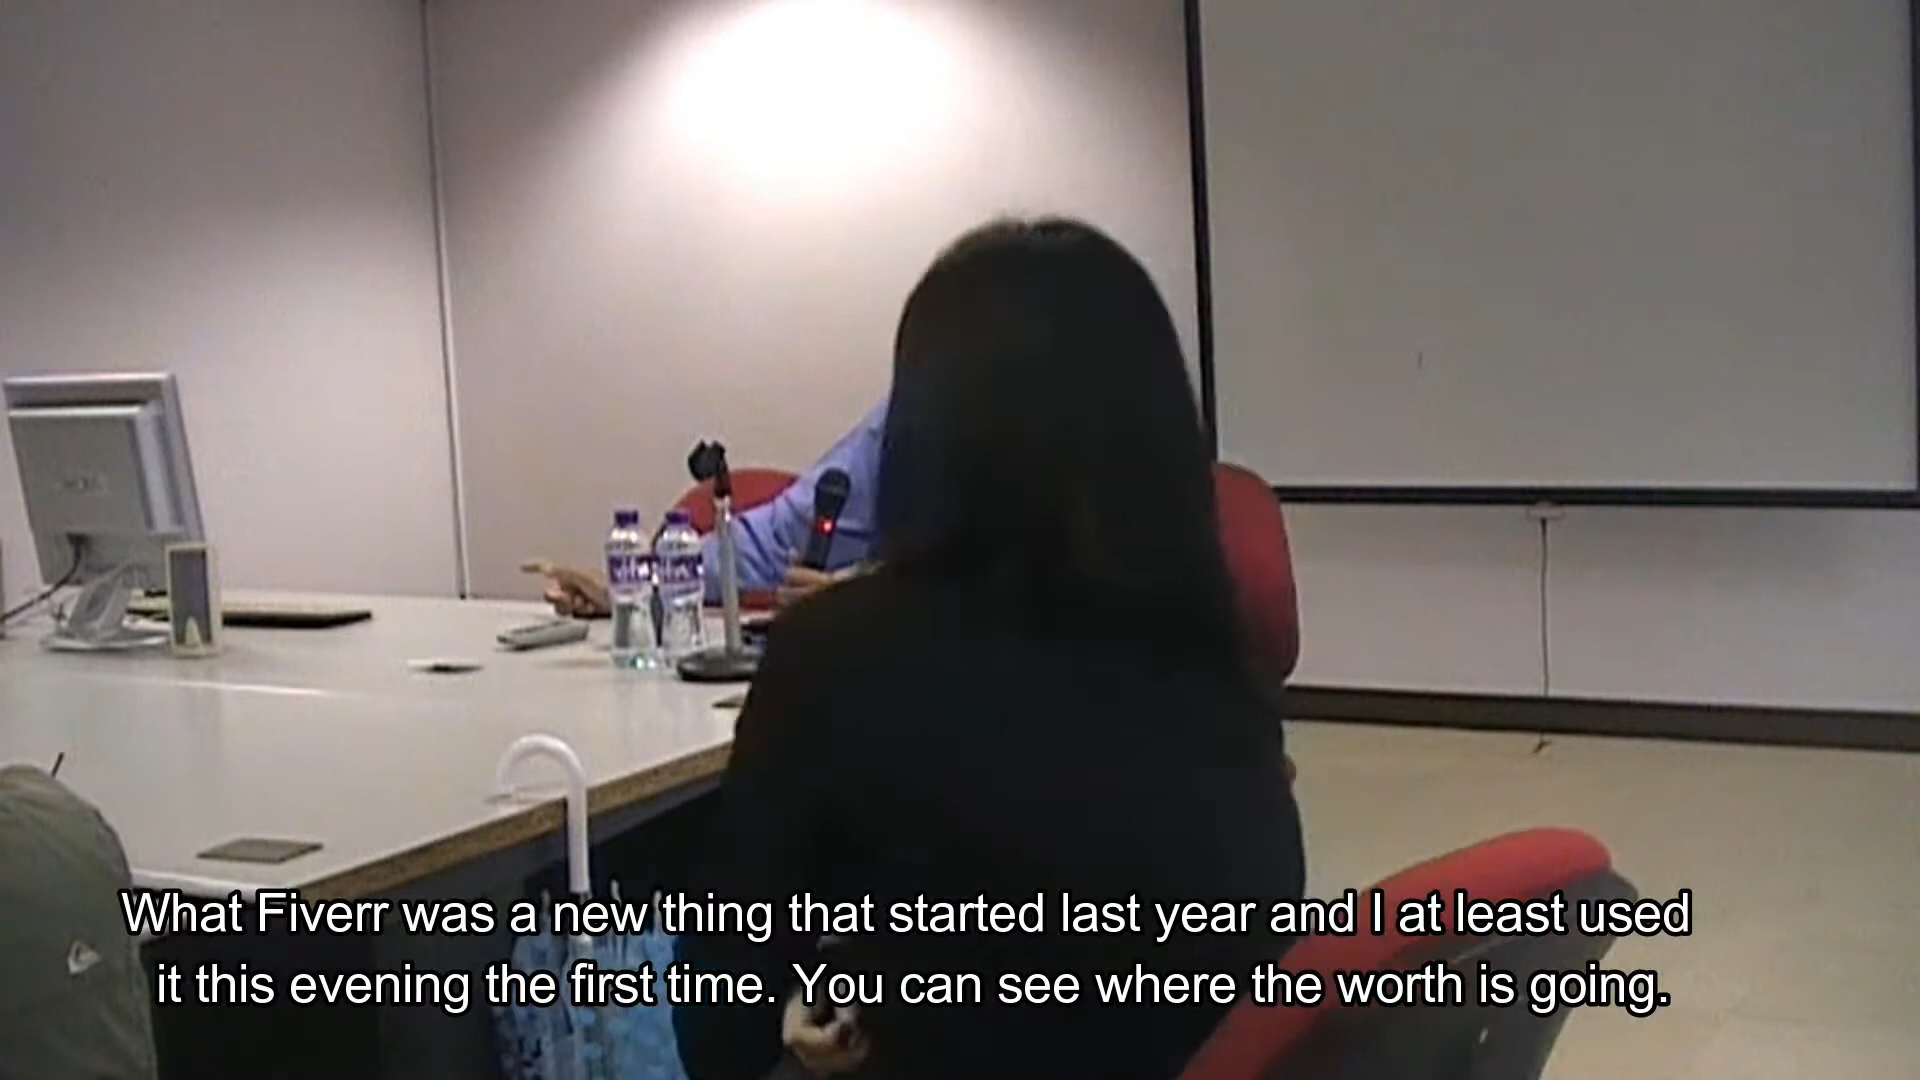 What Fiverr was a new thing that started last year and I at least used
it this evening the first time. You can see where the worth is going.